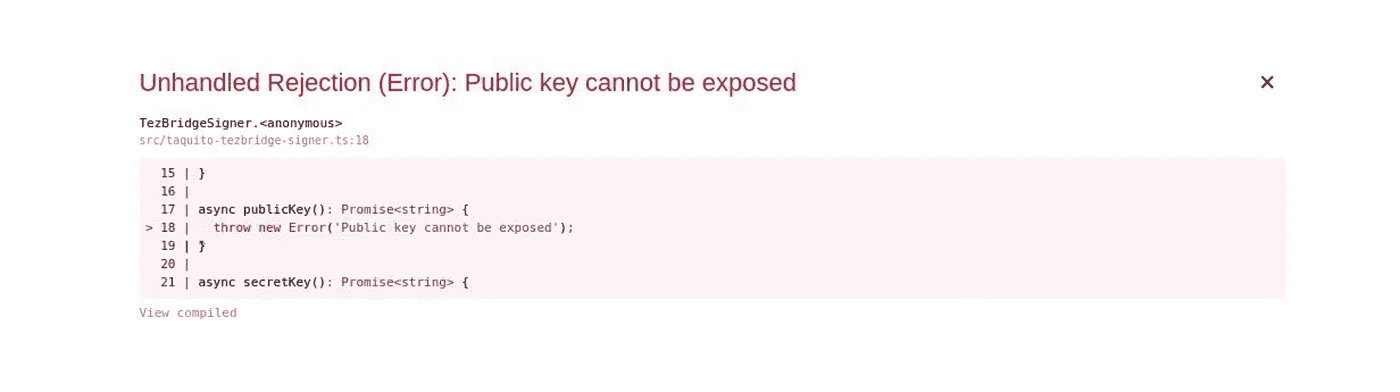 Unhandled Rejection (Error): Public key cannot be exposed ✕
TezBridgeSigner.<anonymous>
src/taquito-tezbridge-signer.ts:18
  15 | }
  16 |
  17 | async publicKey(): Promise<string> {
> 18 |   throw new Error('Public key cannot be exposed');
  19 | }
  20 |
  21 | async secretKey(): Promise<string> {
View compiled